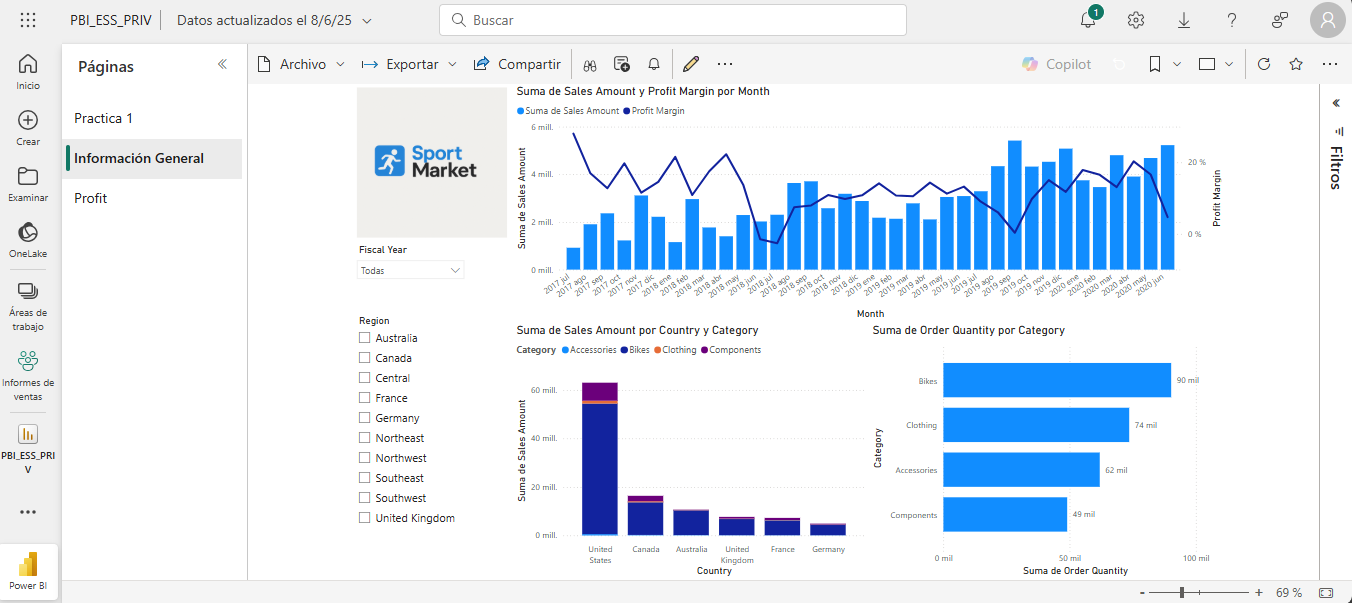 PBI_ESS_PRIV
Datos actualizados el 8/6/25
Buscar
1
Inicio
Crear
Examinar
OneLake
Áreas de
trabajo
Informes de
ventas
PBI_ESS_PRI
V
Power BI
Páginas
Practica 1
Información General
Profit
Archivo
Exportar
Compartir
Copilot
Sport
Market
Fiscal Year
Todas
Region
Australia
Canada
Central
France
Germany
Northeast
Northwest
Southeast
Southwest
United Kingdom
Suma de Sales Amount y Profit Margin por Month
Suma de Sales Amount Profit Margin
Suma de Sales Amount
6 mill.
4 mill.
2 mill.
0 mill.
20 %
0 %
Profit Margin
2017 jul
2017 ago
2017 sep
2017 oct
2017 nov
2017 dic
2018 ene
2018 feb
2018 mar
2018 abr
2018 may
2018 jun
2018 jul
2018 ago
2018 sep
2018 oct
2018 nov
2018 dic
2019 ene
2019 feb
2019 mar
2019 abr
2019 may
2019 jun
2019 jul
2019 ago
2019 sep
2019 oct
2019 nov
2019 dic
2020 ene
2020 feb
2020 mar
2020 abr
2020 may
2020 jun
Month
Suma de Sales Amount por Country y Category
Category Accessories Bikes Clothing Components
Suma de Sales Amount
60 mill.
40 mill.
20 mill.
0 mill.
United
States
Canada
Australia
United
Kingdom
France
Germany
Country
Suma de Order Quantity por Category
Category
Bikes
90 mil
Clothing
74 mil
Accessories
62 mil
Components
49 mil
0 mil
50 mil
100 mil
Suma de Order Quantity
Filtros
- + 69 %